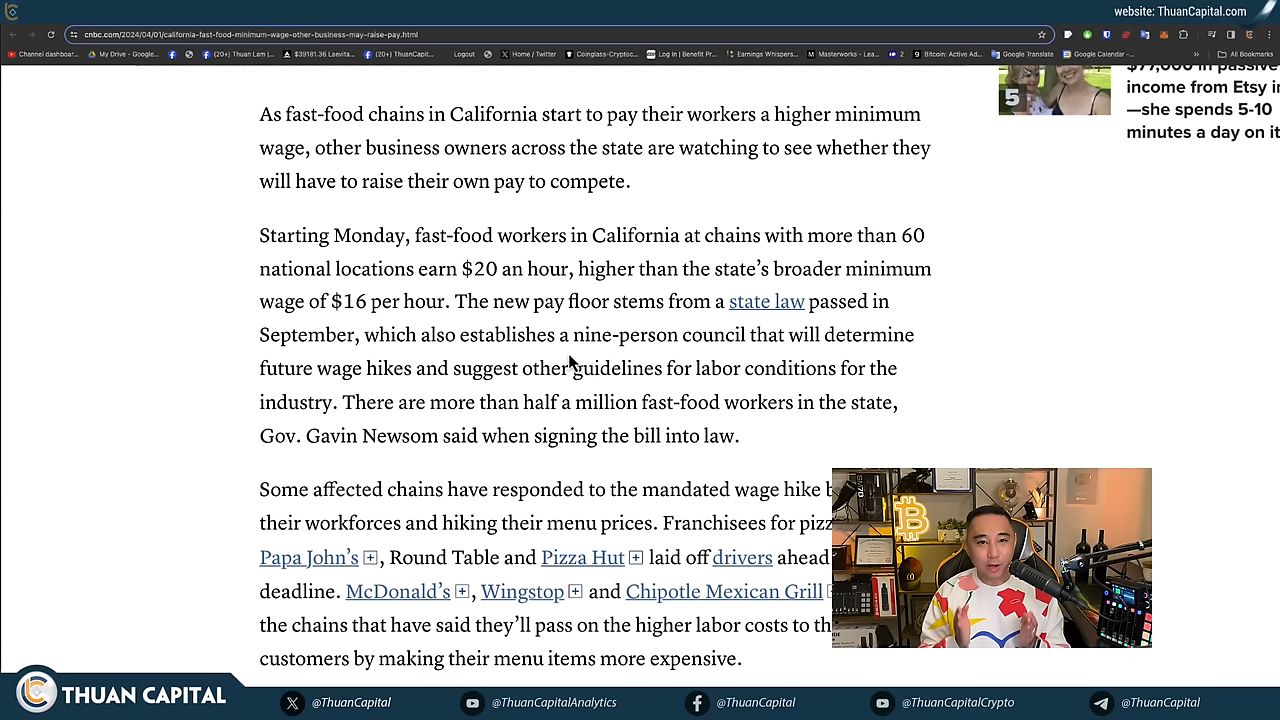 website: ThuanCapital.com
cnbc.com/2024/04/01/california-fast-food-minimum-wage-other-business-may-raise-pay.html
Channel dashboar...
My Drive - Google...
(20+) Thuan Lam |...
$39181.36 Laevita...
(20+) ThuanCapit...
Logout
Home / Twitter
Coinglass-Cryptoc...
Log In | Benefit Pr...
Earnings Whispers...
Masterworks - Lea...
2
Bitcoin: Active Ad...
Google Translate
Google Calendar -...
All Bookmarks
$77,000 in passive
income from Etsy in
—she spends 5-10
minutes a day on it
5
As fast-food chains in California start to pay their workers a higher minimum
wage, other business owners across the state are watching to see whether they
will have to raise their own pay to compete.
Starting Monday, fast-food workers in California at chains with more than 60
national locations earn $20 an hour, higher than the state’s broader minimum
wage of $16 per hour. The new pay floor stems from a state law passed in
September, which also establishes a nine-person council that will determine
future wage hikes and suggest other guidelines for labor conditions for the
industry. There are more than half a million fast-food workers in the state,
Gov. Gavin Newsom said when signing the bill into law.
Some affected chains have responded to the mandated wage hike b
their workforces and hiking their menu prices. Franchisees for pizz
Papa John’s, Round Table and Pizza Hut laid off drivers ahead
deadline. McDonald’s, Wingstop and Chipotle Mexican Grill
the chains that have said they’ll pass on the higher labor costs to th
customers by making their menu items more expensive.
THUAN CAPITAL
@ThuanCapital
@ThuanCapitalAnalytics
@ThuanCapital
@ThuanCapitalCrypto
@ThuanCapital